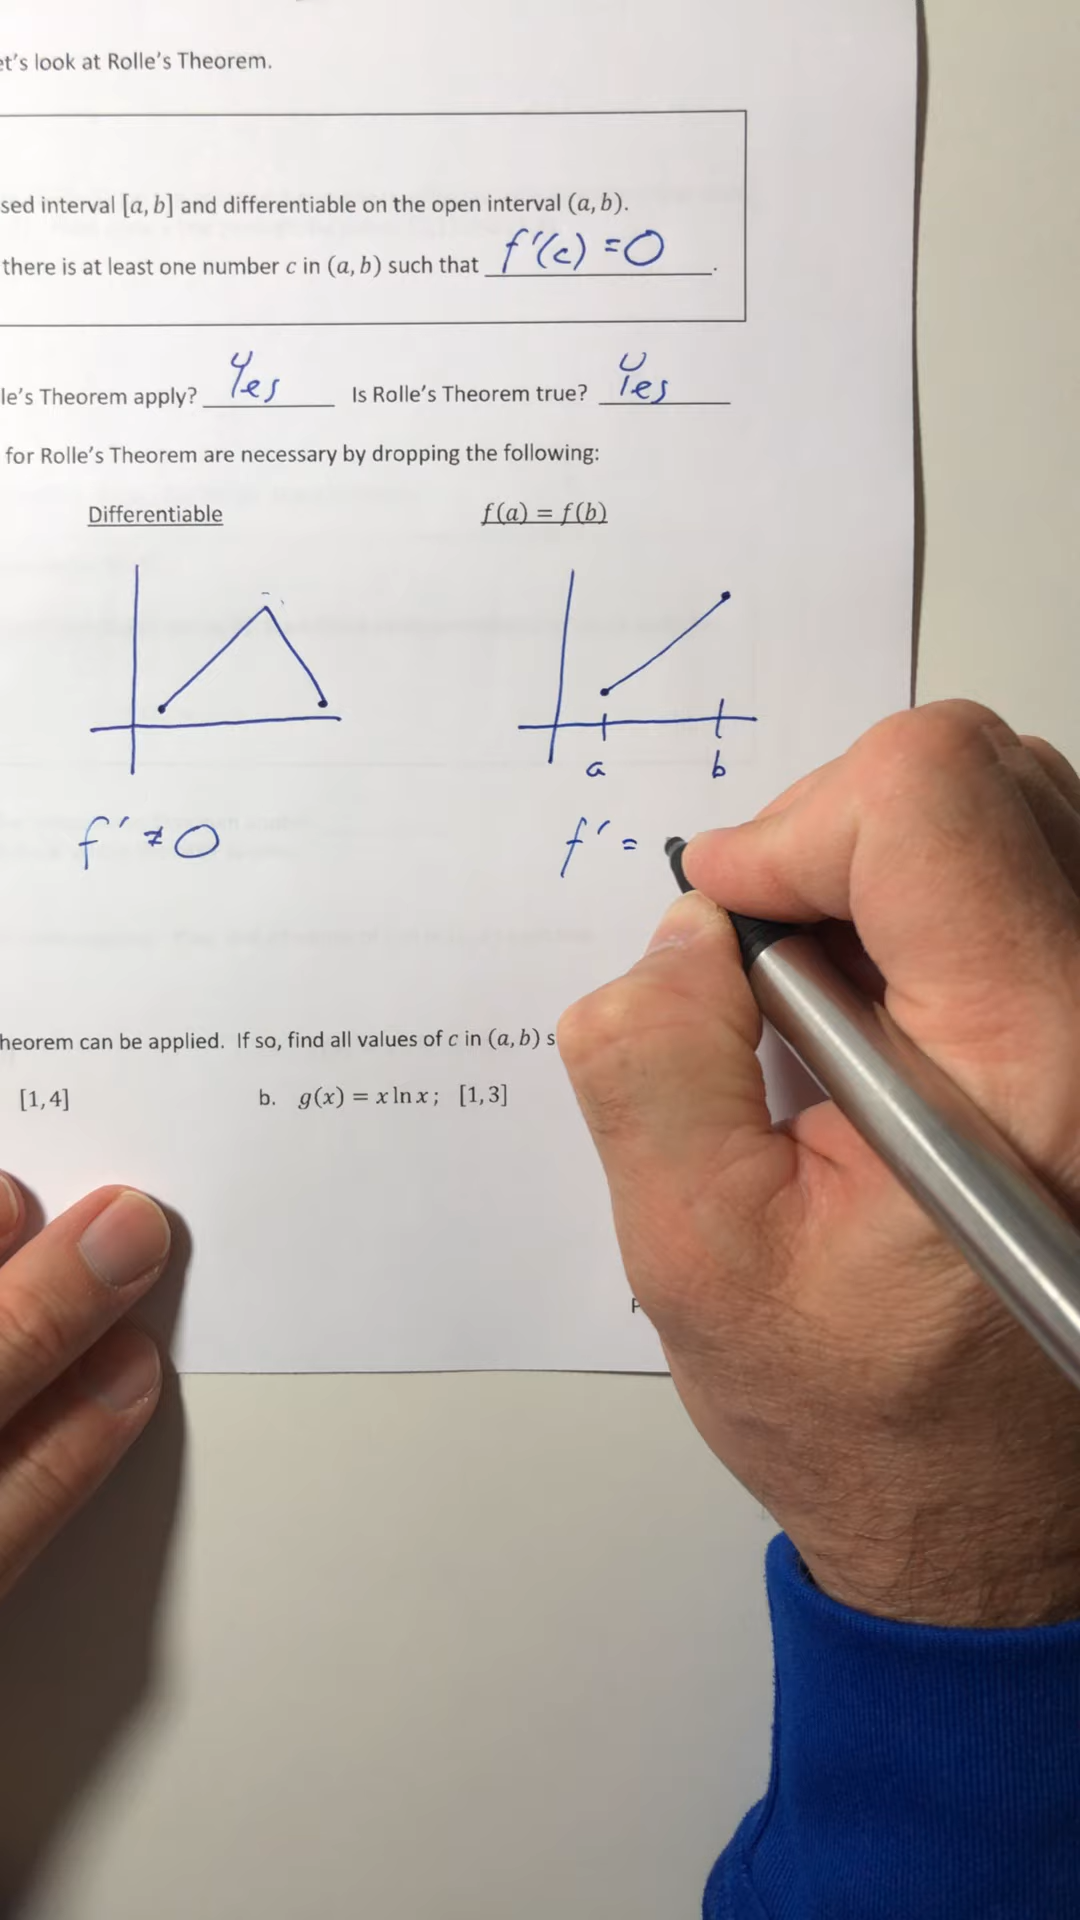 et's look at Rolle's Theorem.
sed interval [a, b] and differentiable on the open interval (a, b).
there is at least one number c in (a, b) such that f'(c) = 0.
le's Theorem apply? Yes Is Rolle's Theorem true? Yes
for Rolle's Theorem are necessary by dropping the following:
Differentiable f(a) = f(b)
a b
f' ≠ 0 f' =
heorem can be applied. If so, find all values of c in (a, b) s
[1,4] b. g(x) = x ln x; [1,3]
P